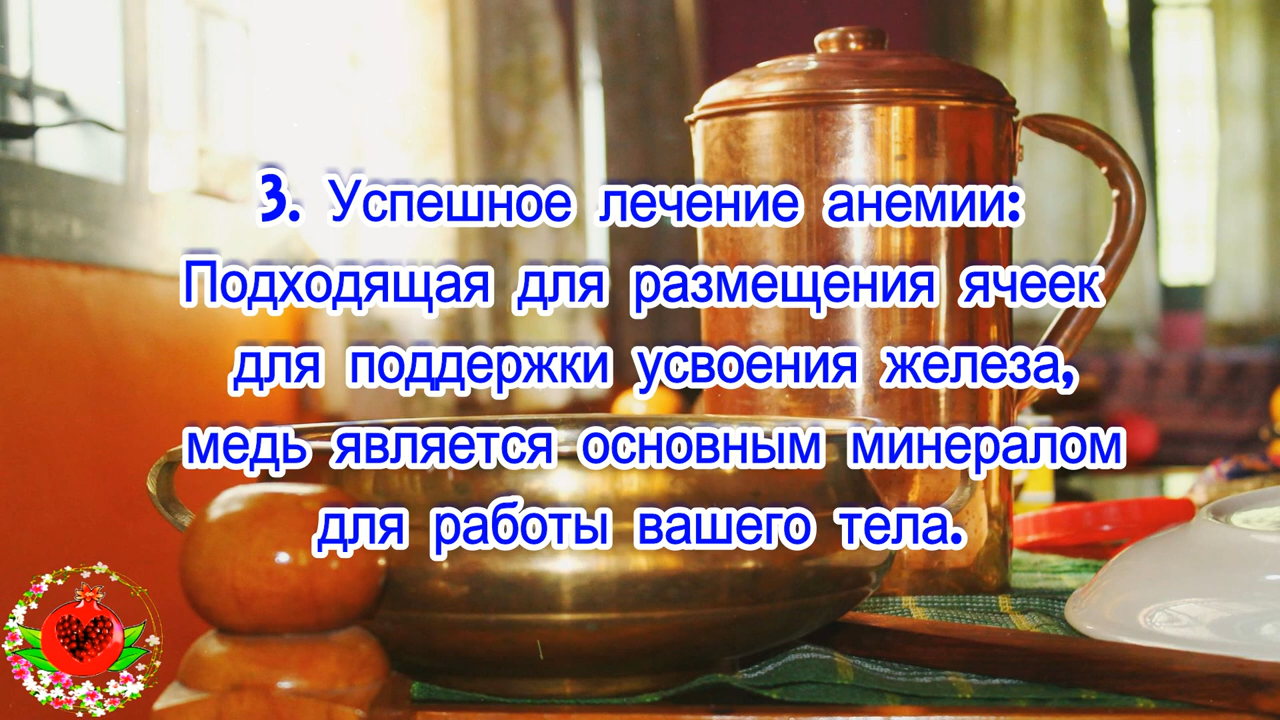 3. Успешное лечение анемии:
Подходящая для размещения ячеек
для поддержки усвоения железа,
медь является основным минералом
для работы вашего тела.